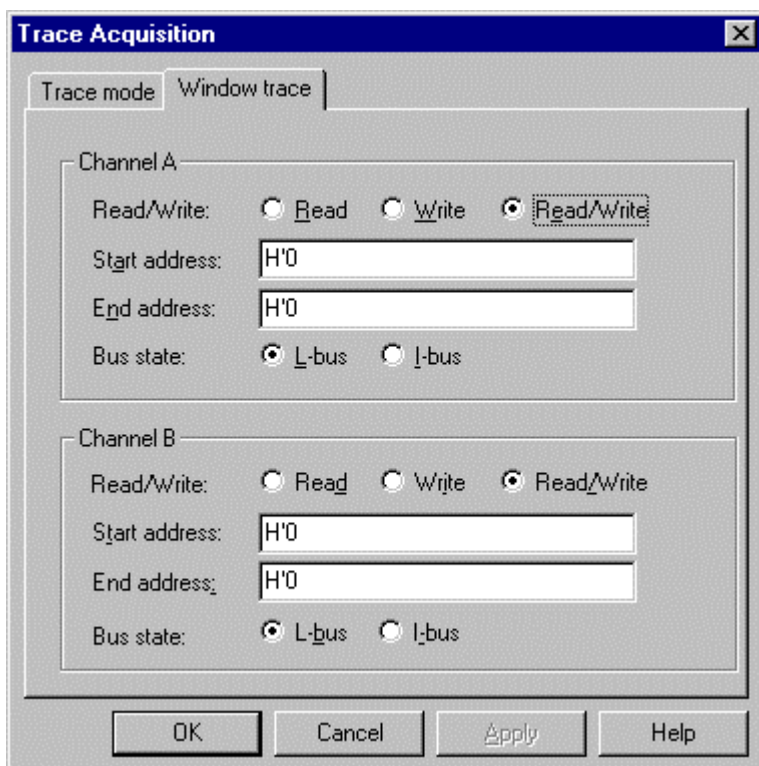 Trace Acquisition
Trace mode Window trace
Channel A
Read/Write: Read Write Read/Write
Start address: H'0
End address: H'0
Bus state: L-bus I-bus
Channel B
Read/Write: Read Write Read/Write
Start address: H'0
End address: H'0
Bus state: L-bus I-bus
OK Cancel Apply Help